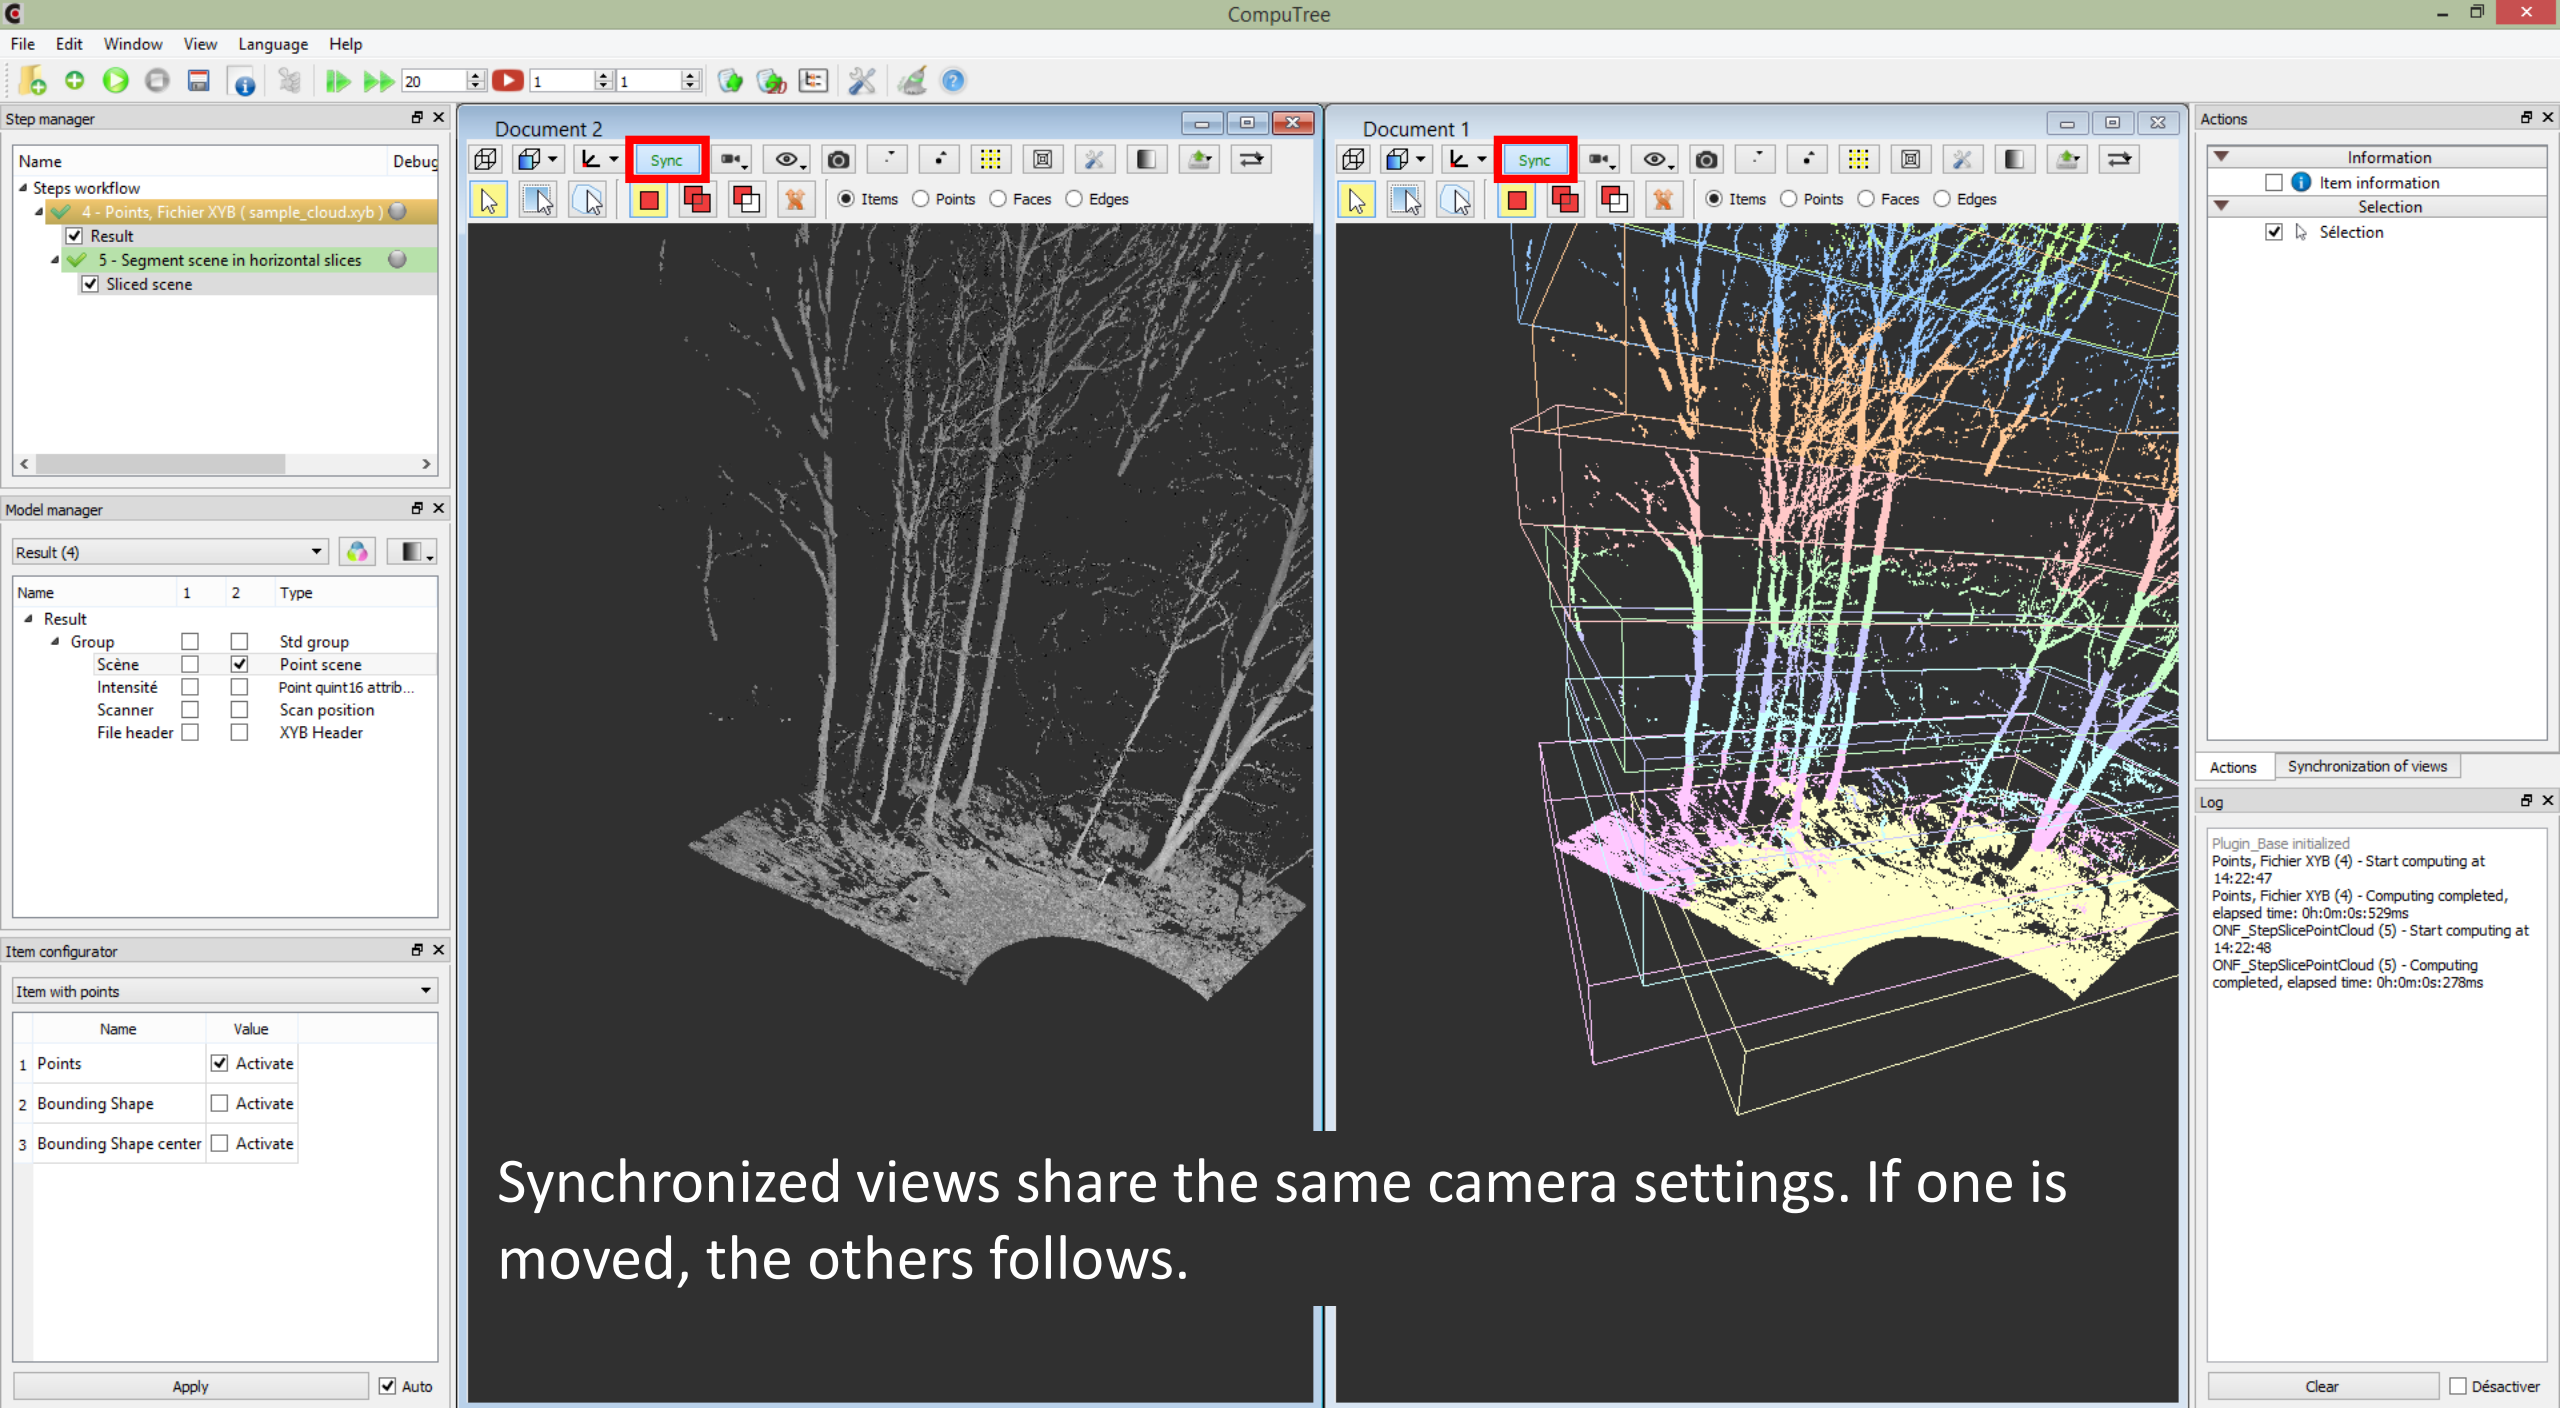 CompuTree
File Edit Window View Language Help
20 1 1
Step manager
Name Debug
Steps workflow
4 - Points, Fichier XYB ( sample_cloud.xyb )
Result
5 - Segment scene in horizontal slices
Sliced scene
Model manager
Result (4)
Name 1 2 Type
Result
Group Std group
Scène Point scene
Intensité Point quint16 attrib...
Scanner Scan position
File header XYB Header
Item configurator
Item with points
Name Value
1 Points Activate
2 Bounding Shape Activate
3 Bounding Shape center Activate
Apply Auto
Document 2
Sync
Items Points Faces Edges
Document 1
Sync
Items Points Faces Edges
Synchronized views share the same camera settings. If one is
moved, the others follows.
Actions
Information
Item information
Selection
Sélection
Actions Synchronization of views
Log
Plugin_Base initialized
Points, Fichier XYB (4) - Start computing at
14:22:47
Points, Fichier XYB (4) - Computing completed,
elapsed time: 0h:0m:0s:529ms
ONF_StepSlicePointCloud (5) - Start computing at
14:22:48
ONF_StepSlicePointCloud (5) - Computing
completed, elapsed time: 0h:0m:0s:278ms
Clear Désactiver